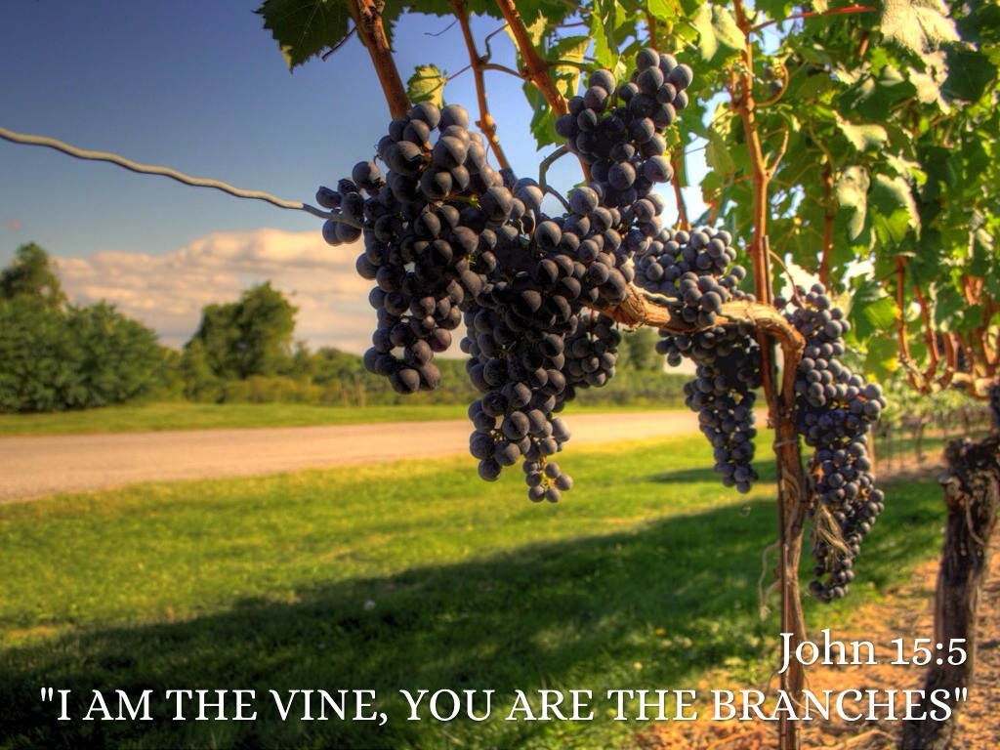 John 15:5
"I AM THE VINE, YOU ARE THE BRANCHES"